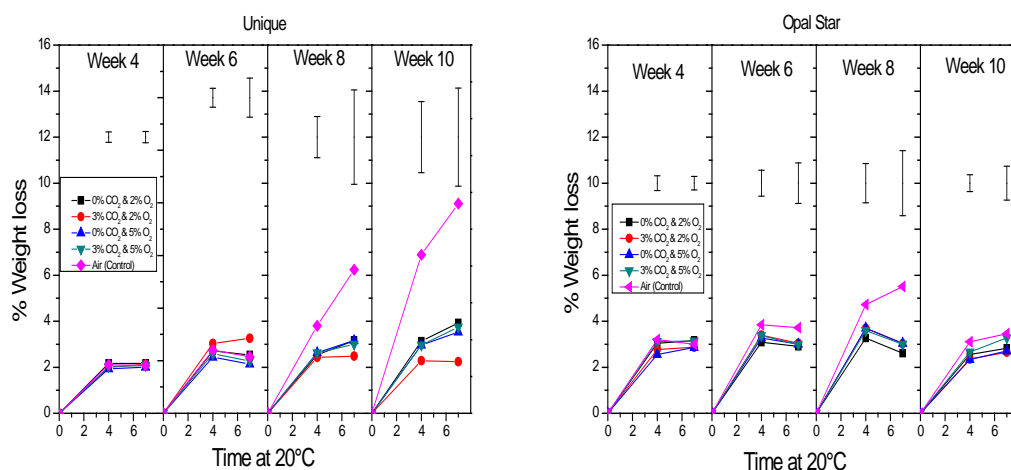 Unique
16
14
12
10
8
6
4
2
0
% Weight loss
Week 4
Week 6
Week 8
Week 10
0% CO₂ & 2% O₂
3% CO₂ & 2% O₂
0% CO₂ & 5% O₂
3% CO₂ & 5% O₂
Air (Control)
0 2 4 6 0 2 4 6 0 2 4 6 0 2 4 6
Time at 20°C
Opal Star
16
14
12
10
8
6
4
2
0
% Weight loss
Week 4
Week 6
Week 8
Week 10
0% CO₂ & 2% O₂
3% CO₂ & 2% O₂
0% CO₂ & 5% O₂
3% CO₂ & 5% O₂
Air (Control)
0 2 4 6 0 2 4 6 0 2 4 6 0 2 4 6
Time at 20°C